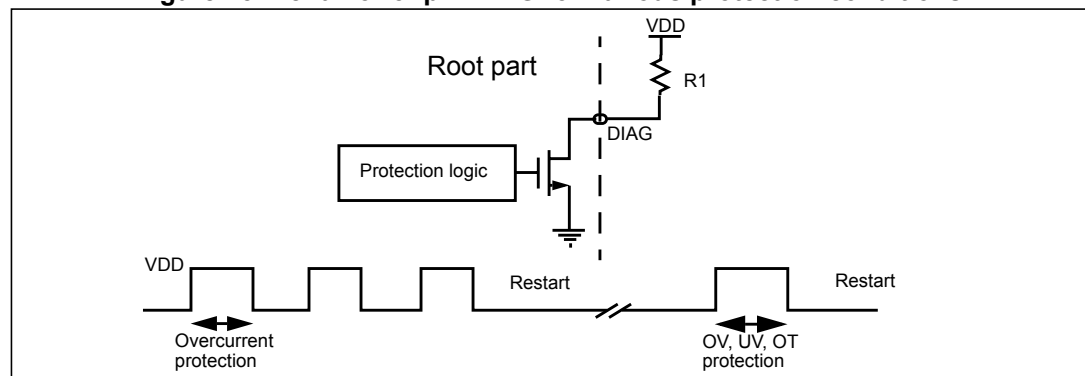 VDD
Root part
R1
DIAG
Protection logic
VDD
Restart
Restart
Overcurrent
protection
OV, UV, OT
protection